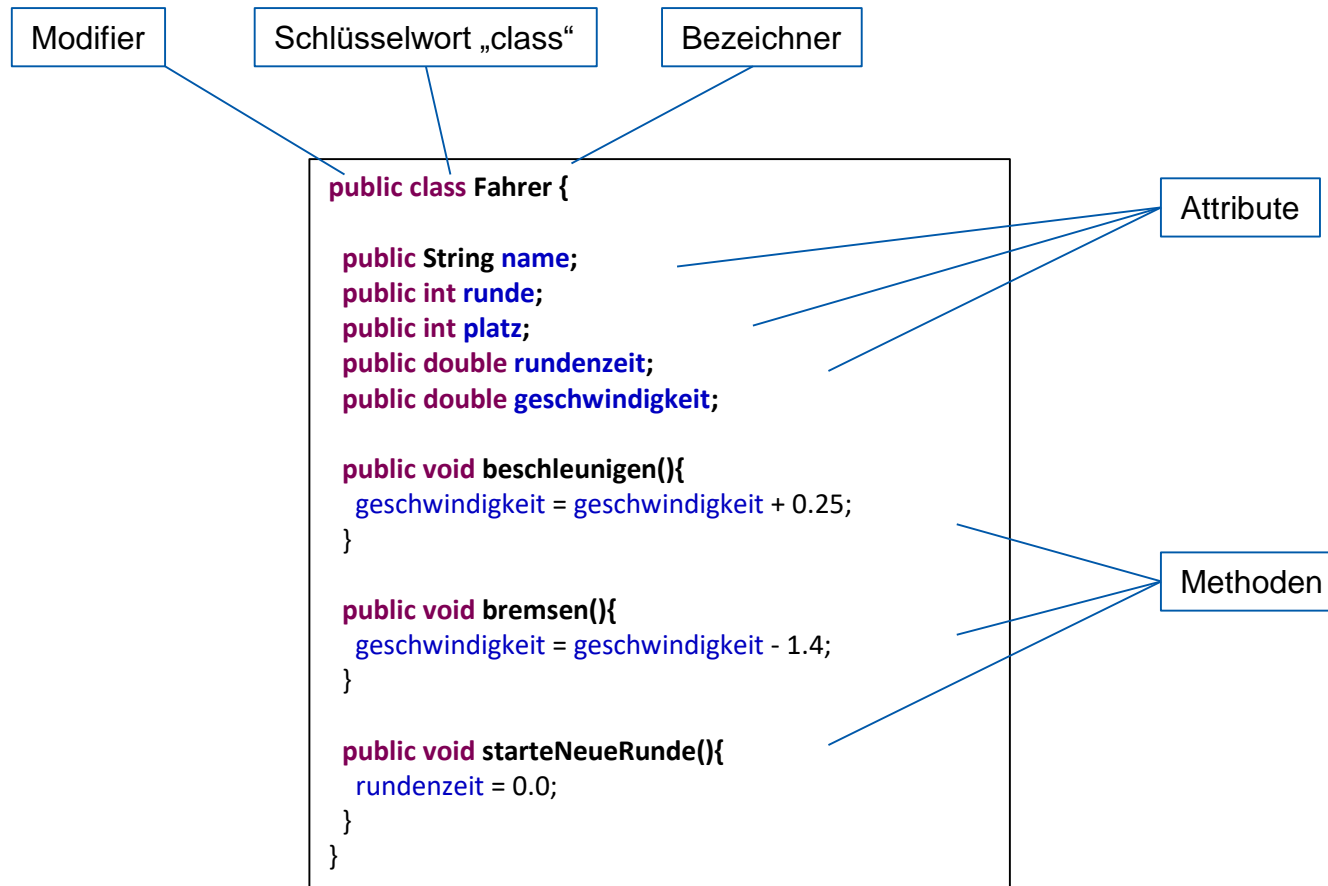 Modifier
Schlüsselwort „class“
Bezeichner
public class Fahrer {
Attribute
public String name;
public int runde;
public int platz;
public double rundenzeit;
public double geschwindigkeit;
public void beschleunigen(){
geschwindigkeit = geschwindigkeit + 0.25;
}
Methoden
public void bremsen(){
geschwindigkeit = geschwindigkeit - 1.4;
}
public void starteNeueRunde(){
rundenzeit = 0.0;
}
}